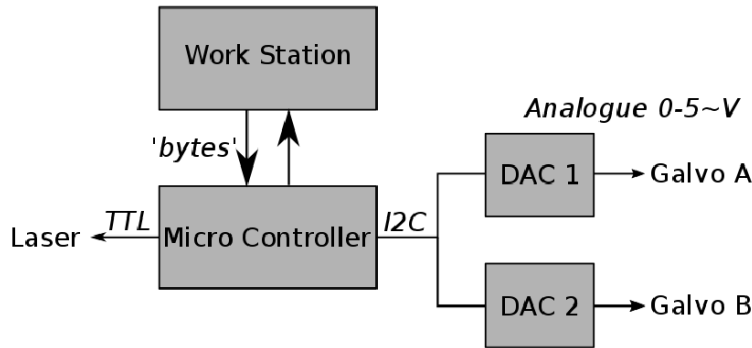 Work Station
Analogue 0-5~V
'bytes'
DAC 1
Galvo A
TTL
I2C
Laser
Micro Controller
DAC 2
Galvo B